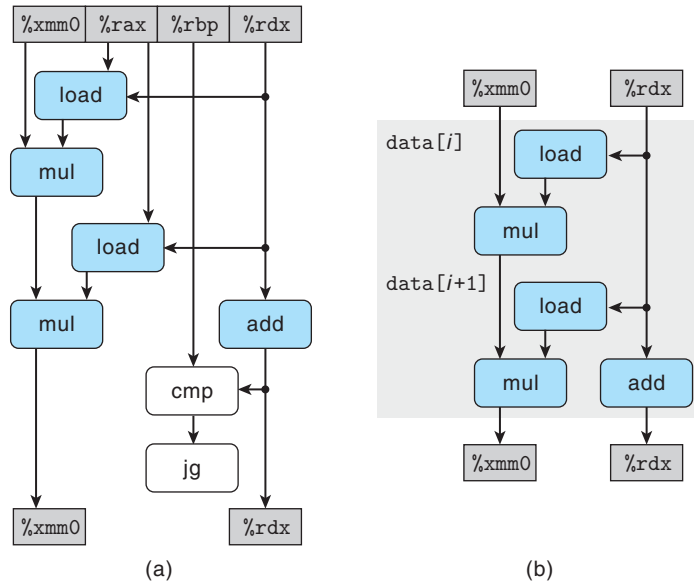 %xmm0 %rax %rbp %rdx
load
mul
load
mul
add
cmp
jg
%xmm0
%rdx
(a)
%xmm0
%rdx
data[i]
load
mul
data[i+1]
load
mul
add
%xmm0
%rdx
(b)